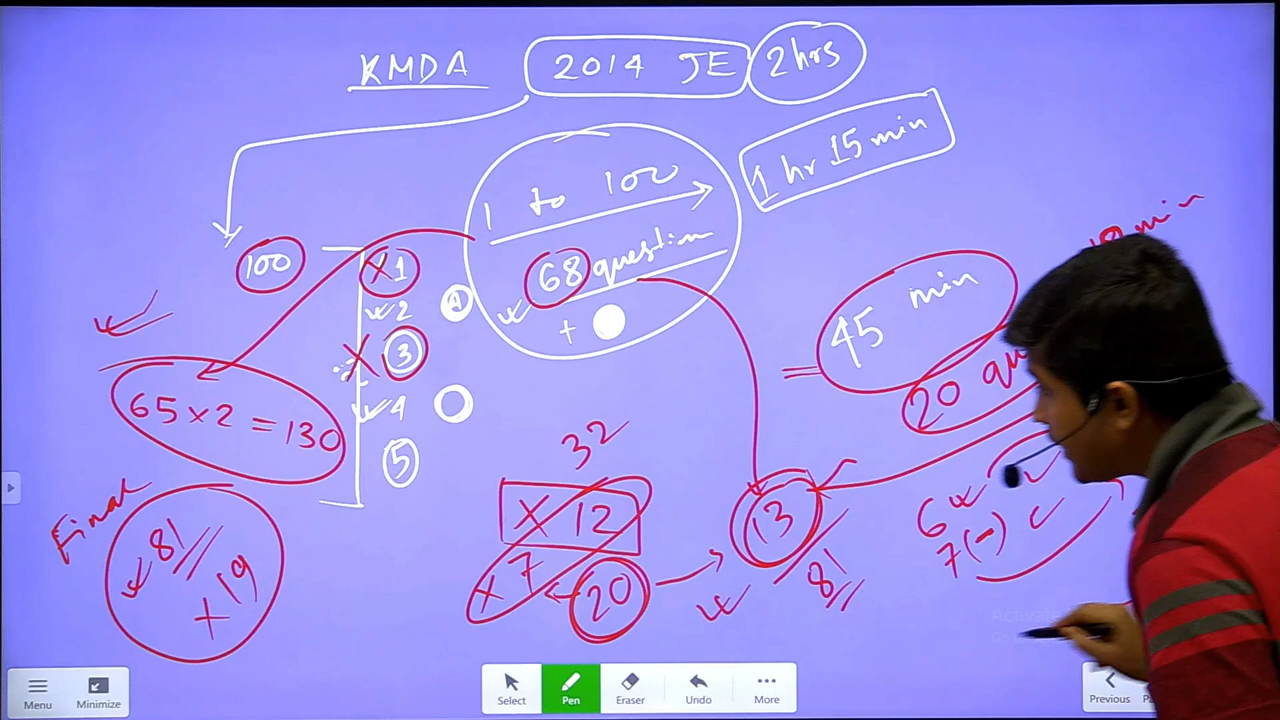 KMDA 2014 JE 2hrs
1 hr 15 min
1 to 100
68 question
+
100
X 1
2
X 3
4
5
A
65 x 2 = 130
= 45 min
min
20 qu
32
X 12
X 7
20
13
81
6
7(-)
Final
81
X 19
Activate
Menu
Minimize
Select
Pen
Eraser
Undo
More
Previous